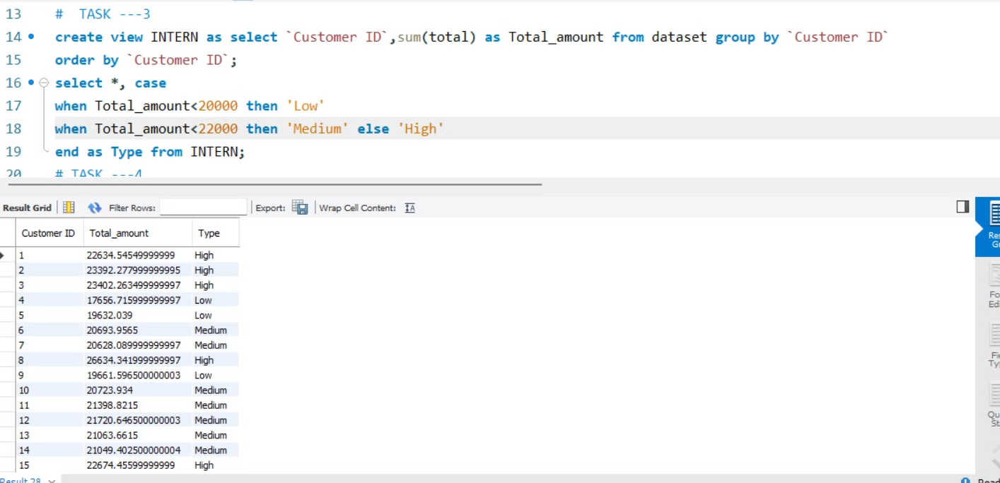 13 # TASK ---3
14 create view INTERN as select `Customer ID`,sum(total) as Total_amount from dataset group by `Customer ID`
15 order by `Customer ID`;
16 select *, case
17 when Total_amount<20000 then 'Low'
18 when Total_amount<22000 then 'Medium' else 'High'
19 end as Type from INTERN;
20 # TASK ---4
Result Grid Filter Rows: Export: Wrap Cell Content:
Customer ID Total_amount Type
1 22634.54549999999 High
2 23392.277999999995 High
3 23402.263499999997 High
4 17656.715999999997 Low
5 19632.039 Low
6 20693.9565 Medium
7 20628.089999999997 Medium
8 26634.341999999997 High
9 19661.596500000003 Low
10 20723.934 Medium
11 21398.8215 Medium
12 21720.646500000003 Medium
13 21063.6615 Medium
14 21049.402500000004 Medium
15 22674.45599999999 High
Result 28